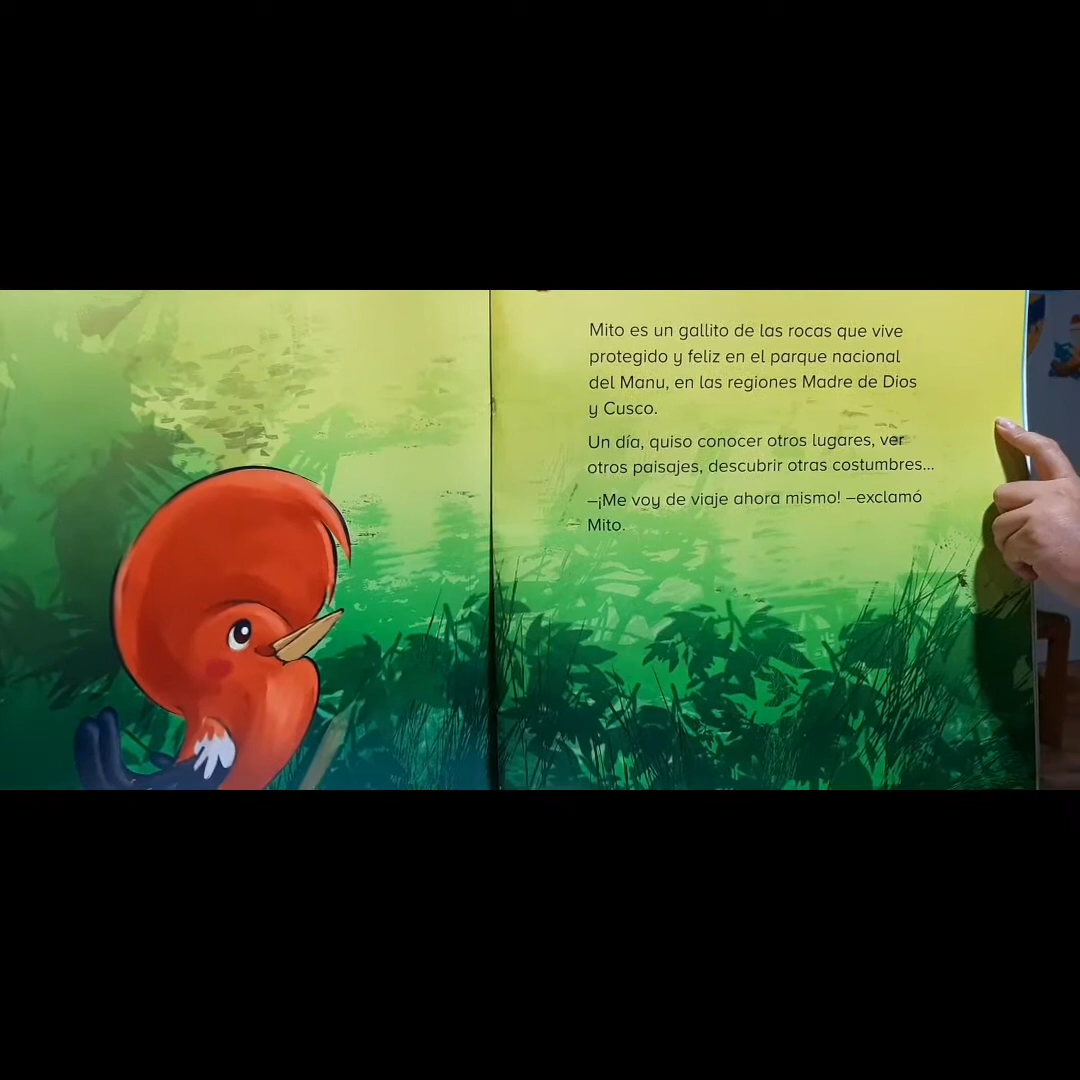 Mito es un gallito de las rocas que vive
protegido y feliz en el parque nacional
del Manu, en las regiones Madre de Dios
y Cusco.
Un día, quiso conocer otros lugares, ver
otros paisajes, descubrir otras costumbres...
–¡Me voy de viaje ahora mismo! –exclamó
Mito.